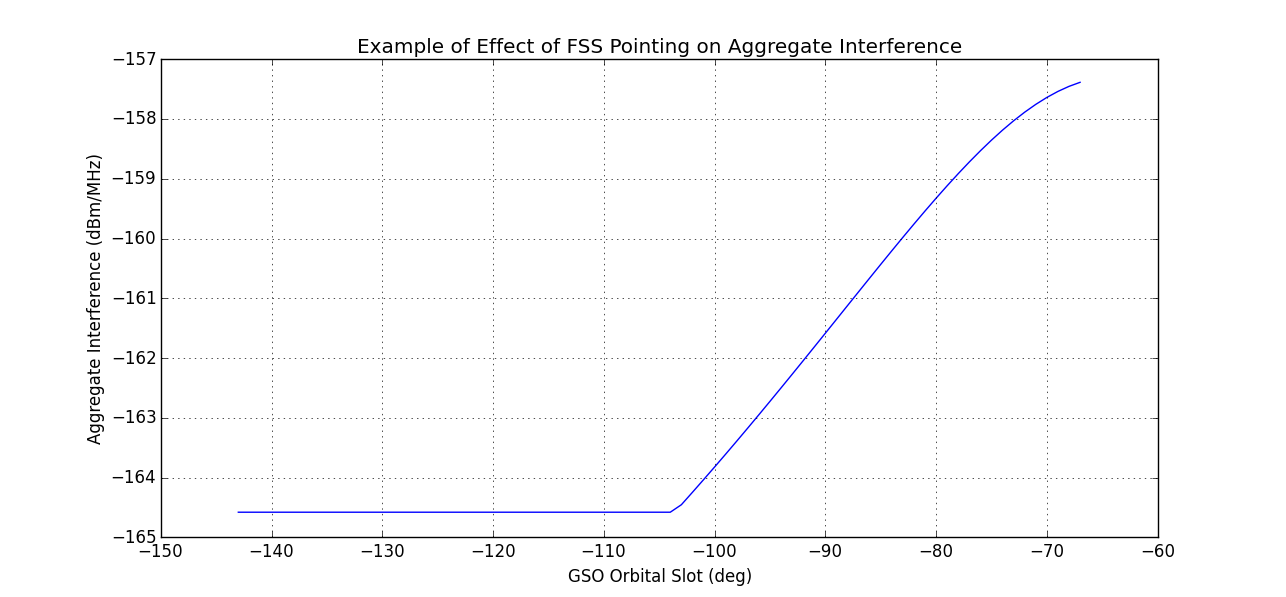 Example of Effect of FSS Pointing on Aggregate Interference
−157
−158
−159
−160
−161
−162
−163
−164
−165
Aggregate Interference (dBm/MHz)
−150 −140 −130 −120 −110 −100 −90 −80 −70 −60
GSO Orbital Slot (deg)